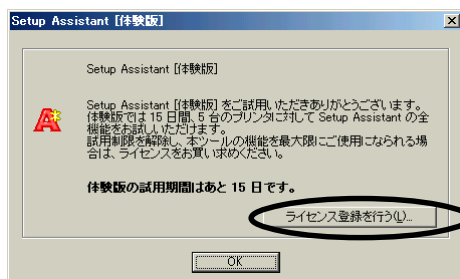 Setup Assistant [体験版]
Setup Assistant [体験版]
Setup Assistant [体験版] をご試用いただきありがとうございます。
体験版では 15 日間、5 台のプリンタに対して Setup Assistant の全
機能をお試しいただけます。
試用制限を解除し、本ツールの機能を最大限にご使用になられる場
合は、ライセンスをお買い求めください。
体験版の試用期間はあと 15 日です。
ライセンス登録を行う(L)...
OK